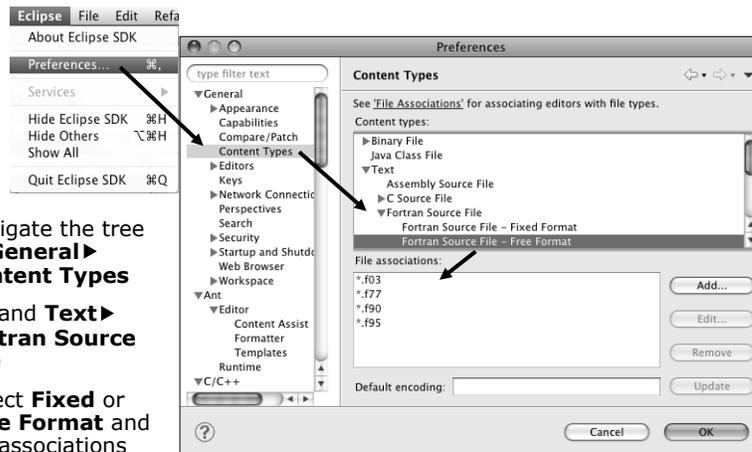 Eclipse File Edit Refa
About Eclipse SDK
Preferences... ⌘,
Services ▶
Hide Eclipse SDK ⌘H
Hide Others ⌥⌘H
Show All
Quit Eclipse SDK ⌘Q
igate the tree
General▶
ntent Types
and Text▶
tran Source
ect Fixed or
e Format and
associations
Preferences
type filter text
▼General
▶Appearance
Capabilities
Compare/Patch
Content Types
▶Editors
Keys
▶Network Connectic
Perspectives
Search
▶Security
▶Startup and Shutdc
Web Browser
▶Workspace
▼Ant
▼Editor
Content Assist
Formatter
Templates
Runtime
▼C/C++
Content Types
See 'File Associations' for associating editors with file types.
Content types:
▶Binary File
Java Class File
▼Text
Assembly Source File
▶C Source File
▼Fortran Source File
Fortran Source File - Fixed Format
Fortran Source File - Free Format
File associations:
*.f03
*.f77
*.f90
*.f95
Add...
Edit...
Remove
Default encoding:
Update
?
Cancel
OK